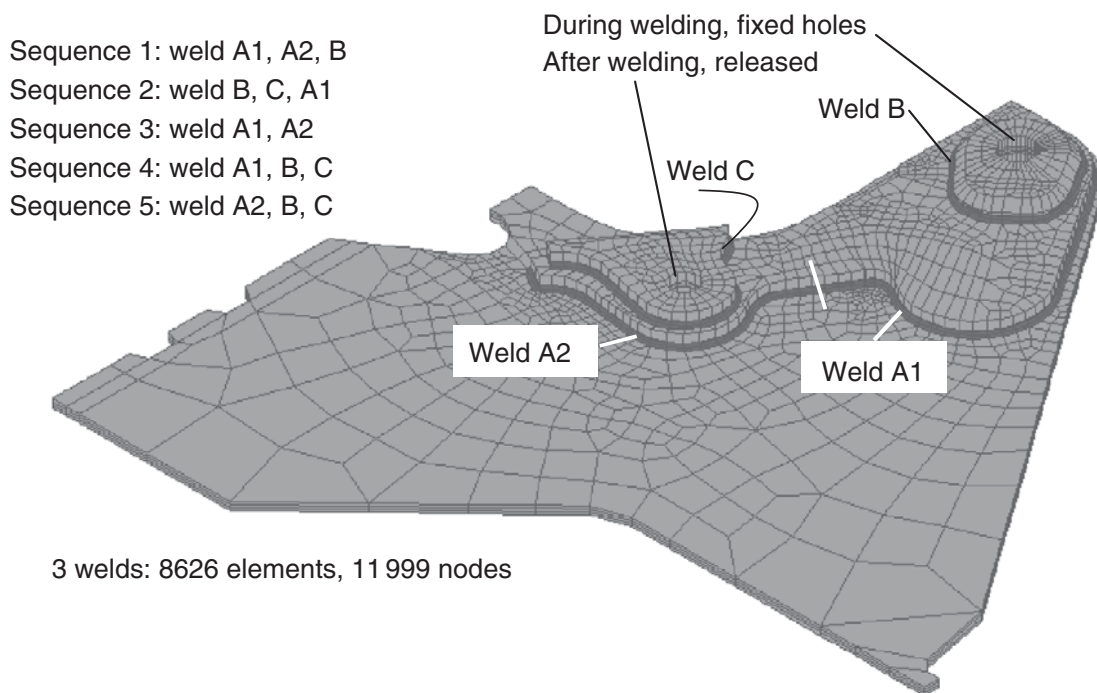 Sequence 1: weld A1, A2, B
Sequence 2: weld B, C, A1
Sequence 3: weld A1, A2
Sequence 4: weld A1, B, C
Sequence 5: weld A2, B, C
During welding, fixed holes
After welding, released
Weld B
Weld C
Weld A2
Weld A1
3 welds: 8626 elements, 11 999 nodes